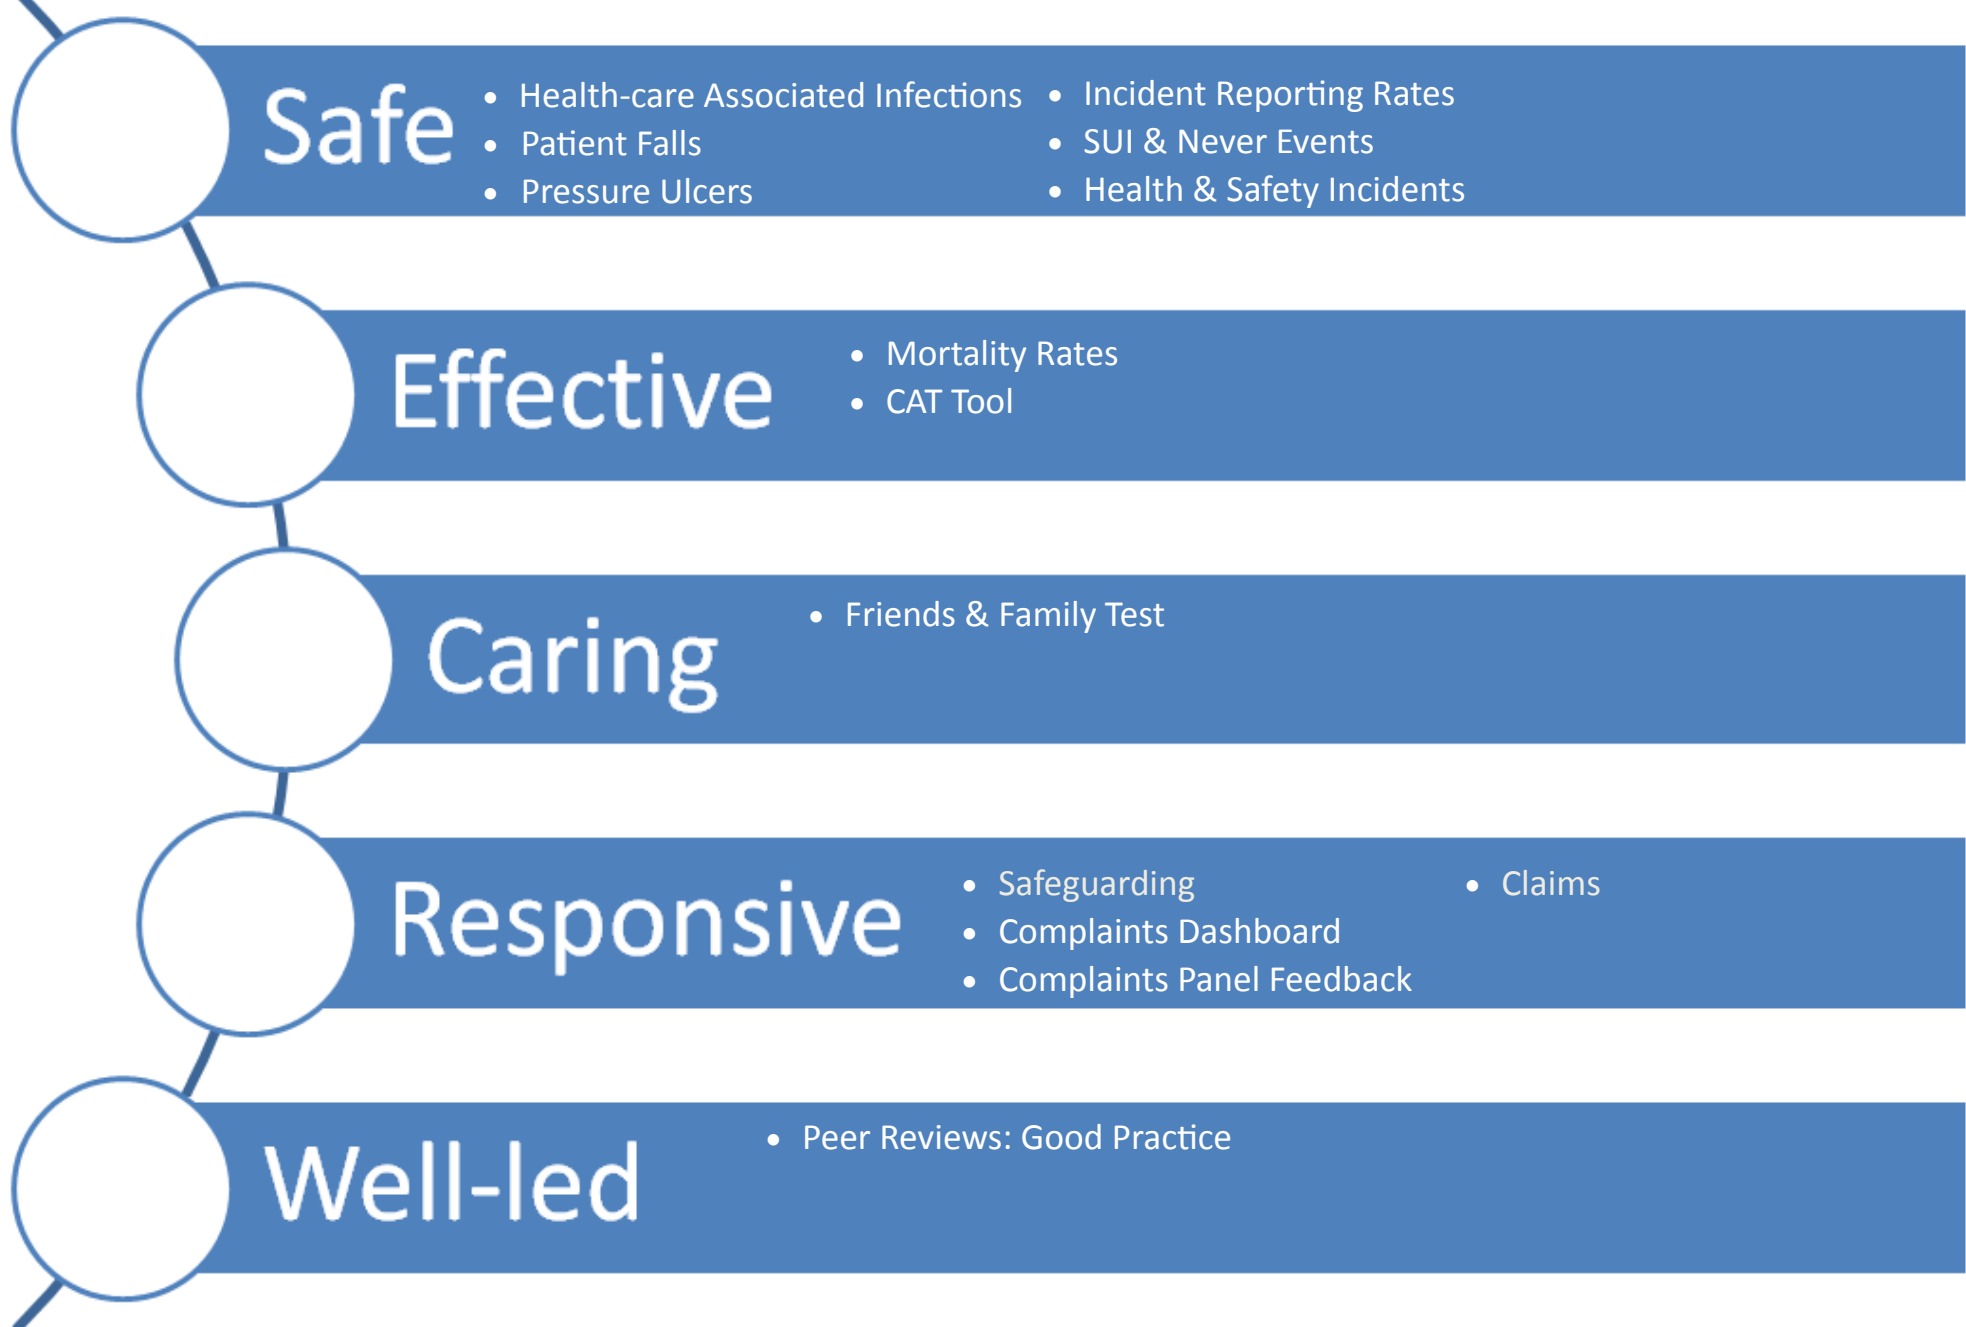 Safe
• Health-care Associated Infections
• Patient Falls
• Pressure Ulcers
• Incident Reporting Rates
• SUI & Never Events
• Health & Safety Incidents
Effective
• Mortality Rates
• CAT Tool
Caring
• Friends & Family Test
Responsive
• Safeguarding
• Complaints Dashboard
• Complaints Panel Feedback
• Claims
Well-led
• Peer Reviews: Good Practice